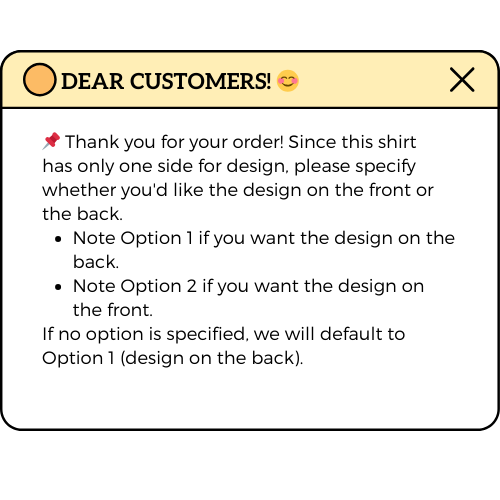 DEAR CUSTOMERS! 😊
📌 Thank you for your order! Since this shirt
has only one side for design, please specify
whether you'd like the design on the front or
the back.
• Note Option 1 if you want the design on the
back.
• Note Option 2 if you want the design on
the front.
If no option is specified, we will default to
Option 1 (design on the back).